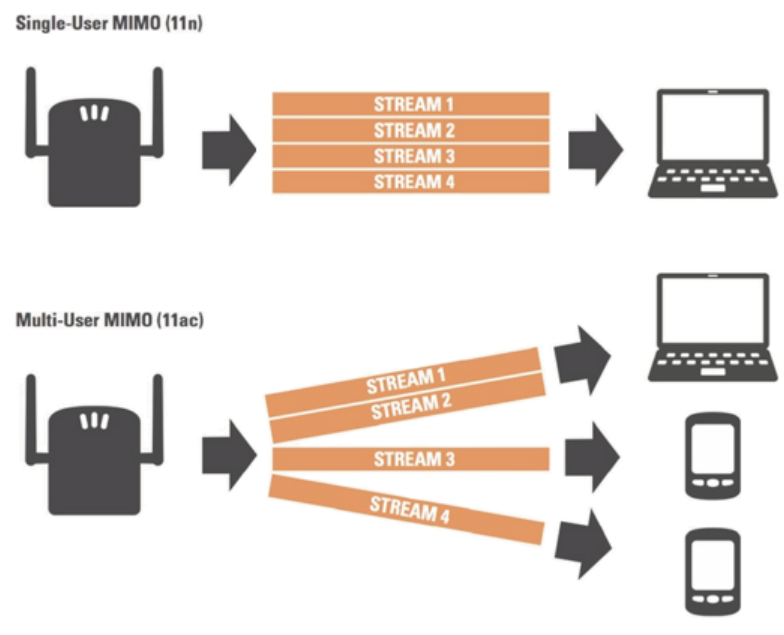 Single-User MIMO (11n)
STREAM 1
STREAM 2
STREAM 3
STREAM 4
Multi-User MIMO (11ac)
STREAM 1
STREAM 2
STREAM 3
STREAM 4